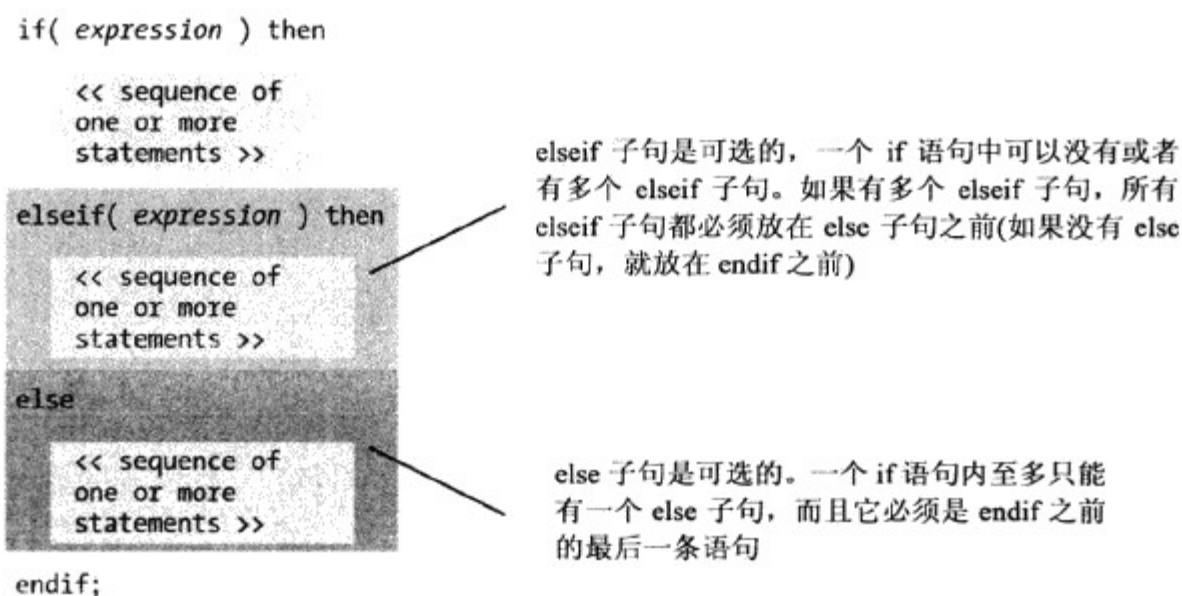 if( expression ) then
<< sequence of
one or more
statements >>
elseif( expression ) then
<< sequence of
one or more
statements >>
else
<< sequence of
one or more
statements >>
endif;
elseif 子句是可选的，一个 if 语句中可以没有或者
有多个 elseif 子句。如果有多个 elseif 子句，所有
elseif 子句都必须放在 else 子句之前(如果没有 else
子句，就放在 endif 之前)
else 子句是可选的。一个 if 语句内至多只能
有一个 else 子句，而且它必须是 endif 之前
的最后一条语句